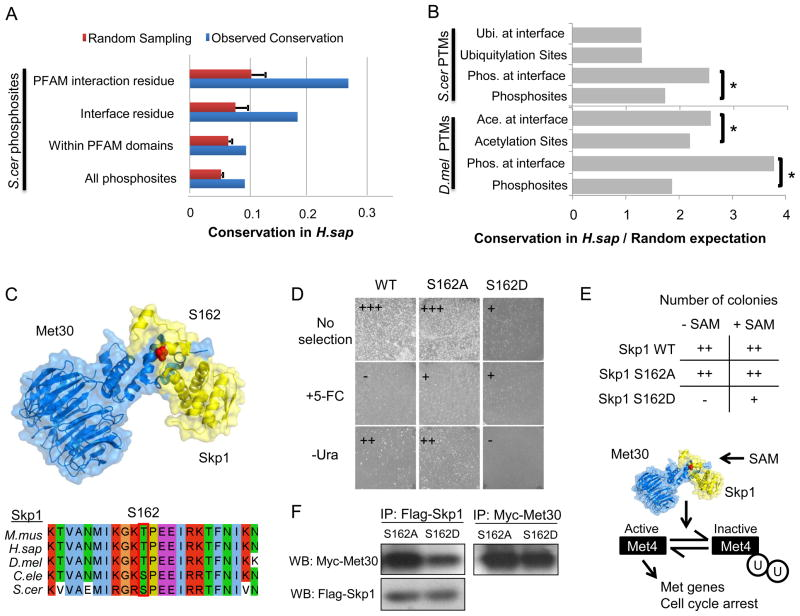 A
Random Sampling
Observed Conservation
S.cer phosphosites
PFAM interaction residue
Interface residue
Within PFAM domains
All phosphosites
0 0.1 0.2 0.3
Conservation in H.sap
B
S.cer PTMs
Ubi. at interface
Ubiquitylation Sites
Phos. at interface
Phosphosites
*
D.mel PTMs
Ace. at interface
Acetylation Sites
*
Phos. at interface
Phosphosites
*
0 1 2 3 4
Conservation in H.sap / Random expectation
C
S162
Met30
Skp1
Skp1
S162
M.mus KTVANMIKGKTPEEIRKTFNIKN
H.sap KTVANMIKGKTPEEIRKTFNIKN
D.mel KTVANMIKGKTPEEIRKTFNIKK
C.ele KTVANMIKGKSPEEIRRTFNIKN
S.cer KVVAEMIRGRSPEEIRRTFNIVN
D
WT S162A S162D
No selection +++ +++ +
+5-FC - + +
-Ura ++ ++ -
E
Number of colonies
- SAM + SAM
Skp1 WT ++ ++
Skp1 S162A ++ ++
Skp1 S162D - +
Met30
SAM
Skp1
Active Inactive
Met4 Met4
U U
Met genes
Cell cycle arrest
F
IP: Flag-Skp1 IP: Myc-Met30
S162A S162D S162A S162D
WB: Myc-Met30
WB: Flag-Skp1